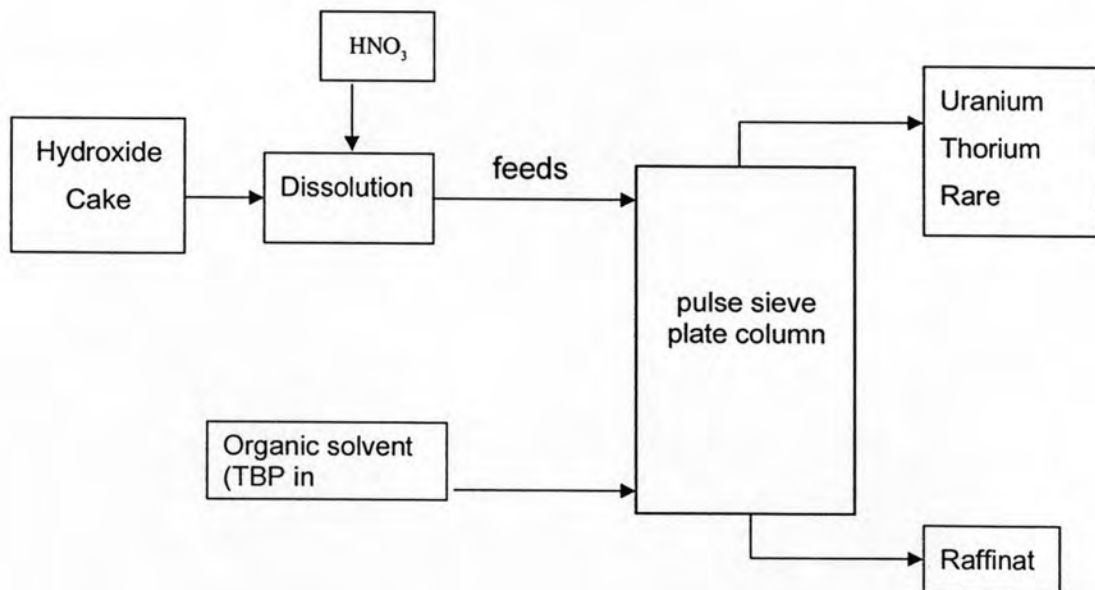 HNO₃
Hydroxide
Cake
Dissolution
feeds
Uranium
Thorium
Rare
pulse sieve
plate column
Organic solvent
(TBP in
Raffinat